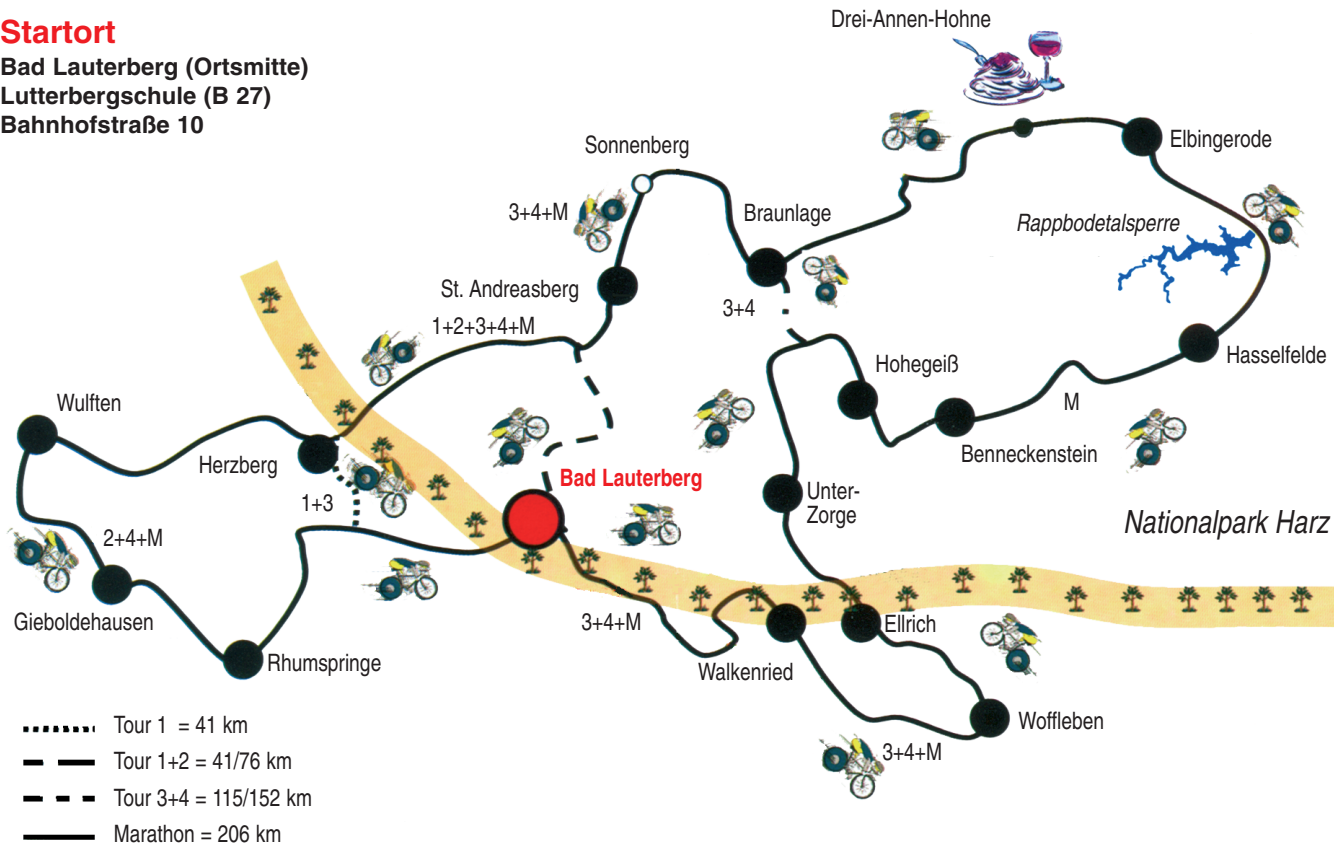 Startort
Bad Lauterberg (Ortsmitte)
Lutterbergschule (B 27)
Bahnhofstraße 10
Drei-Annen-Hohne
Elbingerode
Sonnenberg
3+4+M
Braunlage
Rappbodetalsperre
St. Andreasberg
3+4
1+2+3+4+M
Hasselfelde
Hohegeiß
M
Wulften
Benneckenstein
Herzberg
Bad Lauterberg
1+3
Unter-
Zorge
Nationalpark Harz
2+4+M
Gieboldehausen
3+4+M
Ellrich
Rhumspringe
Walkenried
Woffleben
3+4+M
Tour 1 = 41 km
Tour 1+2 = 41/76 km
Tour 3+4 = 115/152 km
Marathon = 206 km